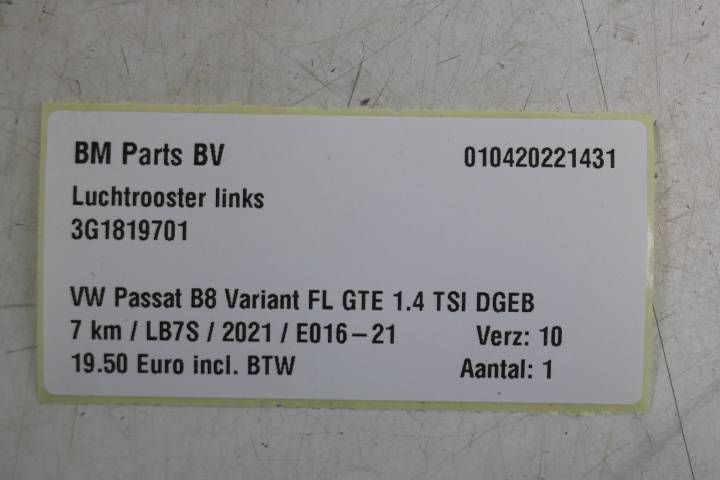 BM Parts BV 010420221431
Luchtrooster links
3G1819701
VW Passat B8 Variant FL GTE 1.4 TSI DGEB
7 km / LB7S / 2021 / E016-21 Verz: 10
19.50 Euro incl. BTW Aantal: 1